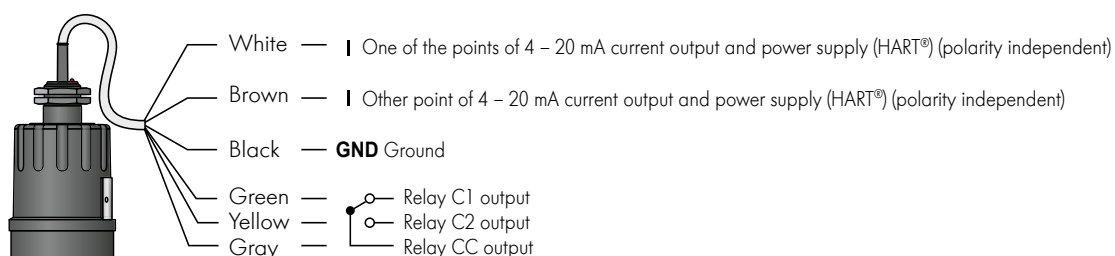 White I One of the points of 4 – 20 mA current output and power supply (HART®) (polarity independent)
Brown I Other point of 4 – 20 mA current output and power supply (HART®) (polarity independent)
Black GND Ground
Green Relay C1 output
Yellow Relay C2 output
Gray Relay CC output